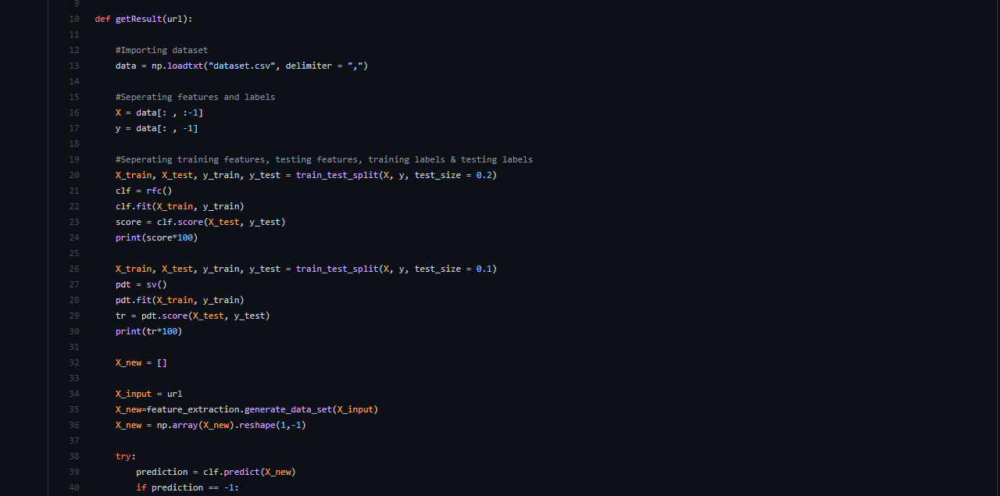 9
10 def getResult(url):
11
12 #Importing dataset
13 data = np.loadtxt("dataset.csv", delimiter = ",")
14
15 #Seperating features and labels
16 X = data[: , :-1]
17 y = data[: , -1]
18
19 #Seperating training features, testing features, training labels & testing labels
20 X_train, X_test, y_train, y_test = train_test_split(X, y, test_size = 0.2)
21 clf = rfc()
22 clf.fit(X_train, y_train)
23 score = clf.score(X_test, y_test)
24 print(score*100)
25
26 X_train, X_test, y_train, y_test = train_test_split(X, y, test_size = 0.1)
27 pdt = sv()
28 pdt.fit(X_train, y_train)
29 tr = pdt.score(X_test, y_test)
30 print(tr*100)
31
32 X_new = []
33
34 X_input = url
35 X_new=feature_extraction.generate_data_set(X_input)
36 X_new = np.array(X_new).reshape(1,-1)
37
38 try:
39 prediction = clf.predict(X_new)
40 if prediction == -1: